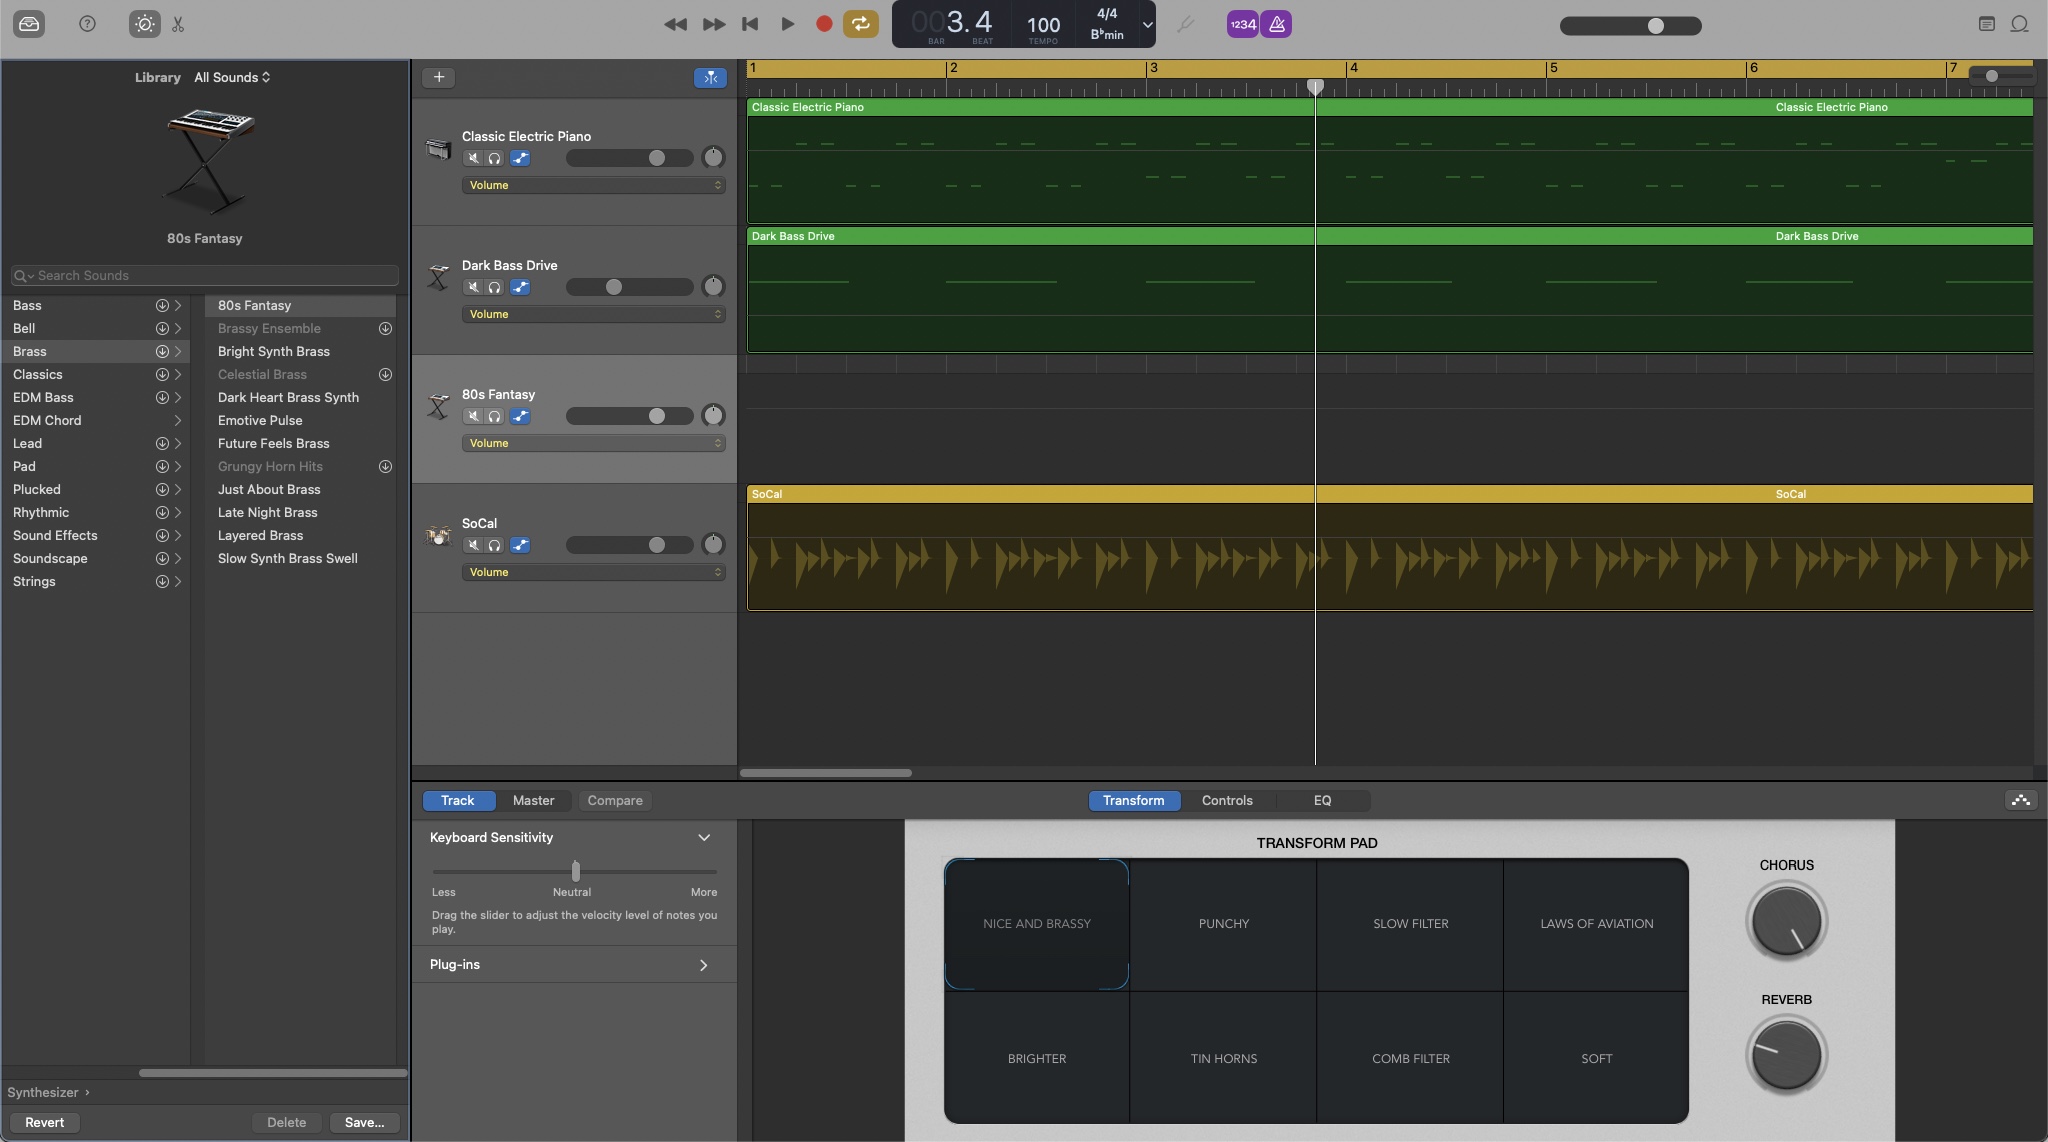 003.4
BAR BEAT
100
TEMPO
4/4
B♭min
1234
Library All Sounds
80s Fantasy
Search Sounds
Bass
Bell
Brass
Classics
EDM Bass
EDM Chord
Lead
Pad
Plucked
Rhythmic
Sound Effects
Soundscape
Strings
80s Fantasy
Brassy Ensemble
Bright Synth Brass
Celestial Brass
Dark Heart Brass Synth
Emotive Pulse
Future Feels Brass
Grungy Horn Hits
Just About Brass
Late Night Brass
Layered Brass
Slow Synth Brass Swell
Synthesizer ›
Revert Delete Save...
1 2 3 4 5 6 7
Classic Electric Piano
Volume
Classic Electric Piano Classic Electric Piano
Dark Bass Drive
Volume
Dark Bass Drive Dark Bass Drive
80s Fantasy
Volume
SoCal
Volume
SoCal SoCal
Track Master Compare
Transform Controls EQ
Keyboard Sensitivity
Less Neutral More
Drag the slider to adjust the velocity level of notes you
play.
Plug-ins
TRANSFORM PAD
NICE AND BRASSY PUNCHY SLOW FILTER LAWS OF AVIATION
BRIGHTER TIN HORNS COMB FILTER SOFT
CHORUS
REVERB